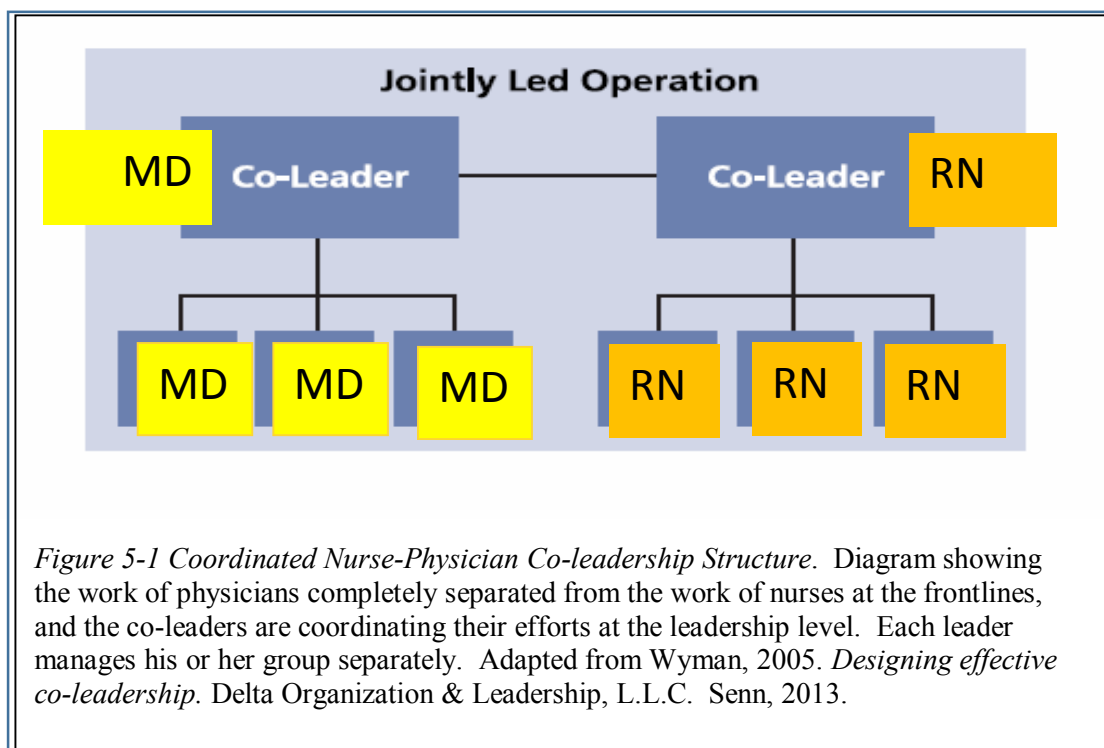 Jointly Led Operation
MD Co-Leader Co-Leader RN
MD MD MD RN RN RN
Figure 5-1 Coordinated Nurse-Physician Co-leadership Structure. Diagram showing
the work of physicians completely separated from the work of nurses at the frontlines,
and the co-leaders are coordinating their efforts at the leadership level. Each leader
manages his or her group separately. Adapted from Wyman, 2005. Designing effective
co-leadership. Delta Organization & Leadership, L.L.C. Senn, 2013.